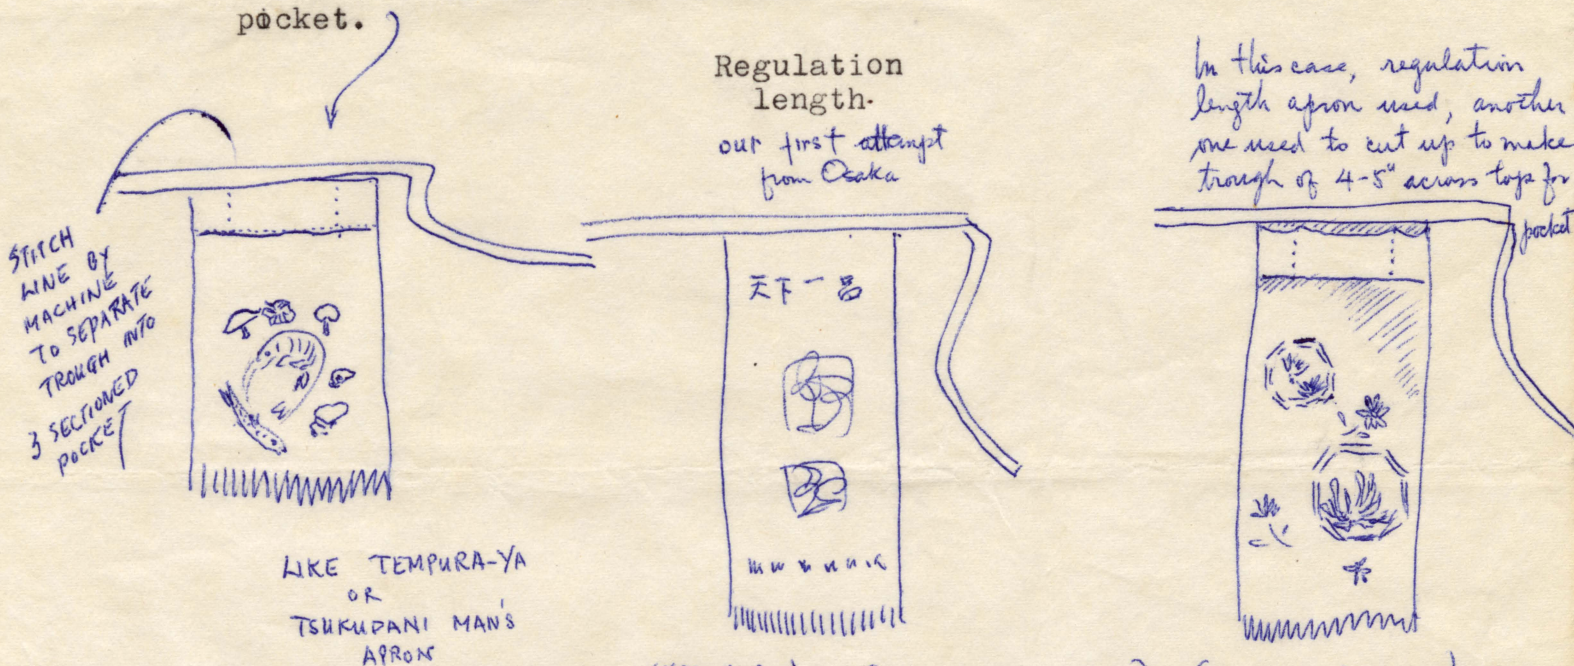 pocket.
STITCH
LINE BY
MACHINE
TO SEPARATE
TROUGH INTO
3 SECTIONED
POCKET
LIKE TEMPURA-YA
OR
TSUKUDANI MAN'S
APRON
Regulation
length.
our first attempt
from Osaka
天下一品
In this case, regulation
length apron used, another
one used to cut up to make
trough of 4-5" across top for
pocket